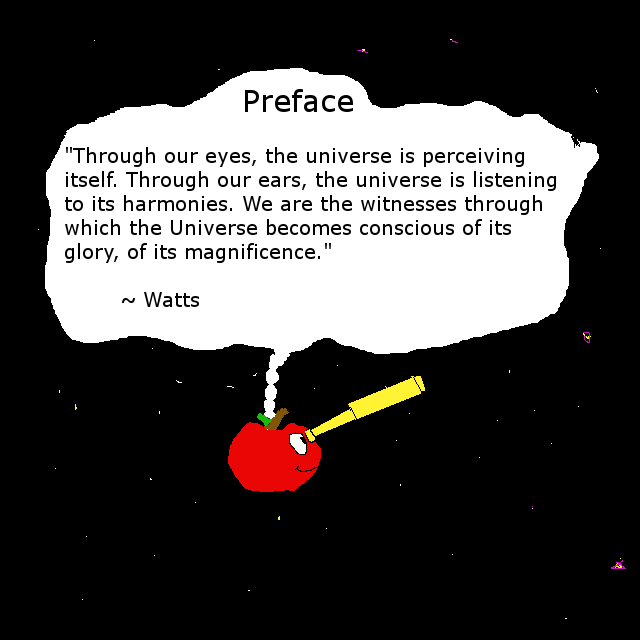 Preface
"Through our eyes, the universe is perceiving
itself. Through our ears, the universe is listening
to its harmonies. We are the witnesses through
which the Universe becomes conscious of its
glory, of its magnificence."
~ Watts